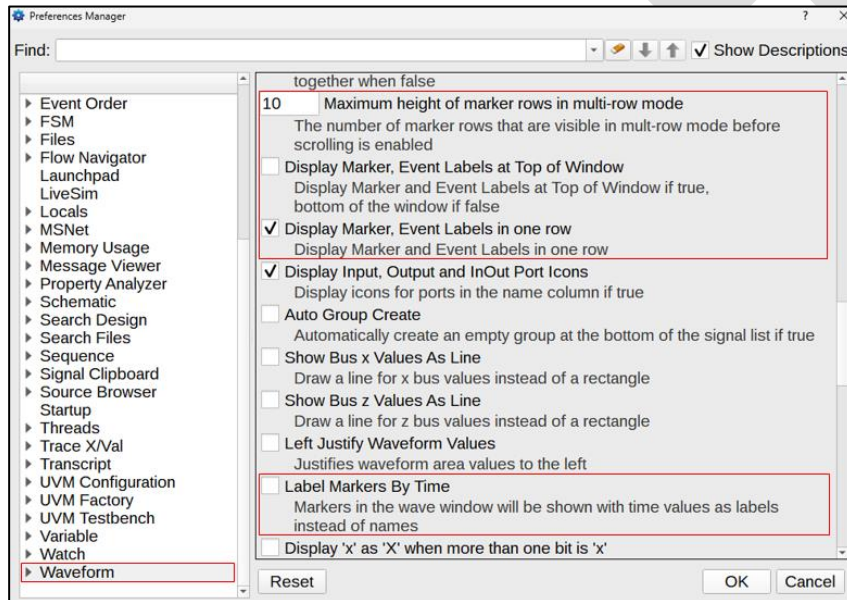 Preferences Manager
?
Find:
Show Descriptions
Event Order
FSM
Files
Flow Navigator
Launchpad
LiveSim
Locals
MSNet
Memory Usage
Message Viewer
Property Analyzer
Schematic
Search Design
Search Files
Sequence
Signal Clipboard
Source Browser
Startup
Threads
Trace X/Val
Transcript
UVM Configuration
UVM Factory
UVM Testbench
Variable
Watch
Waveform
together when false
10 Maximum height of marker rows in multi-row mode
The number of marker rows that are visible in mult-row mode before
scrolling is enabled
Display Marker, Event Labels at Top of Window
Display Marker and Event Labels at Top of Window if true,
bottom of the window if false
Display Marker, Event Labels in one row
Display Marker and Event Labels in one row
Display Input, Output and InOut Port Icons
Display icons for ports in the name column if true
Auto Group Create
Automatically create an empty group at the bottom of the signal list if true
Show Bus x Values As Line
Draw a line for x bus values instead of a rectangle
Show Bus z Values As Line
Draw a line for z bus values instead of a rectangle
Left Justify Waveform Values
Justifies waveform area values to the left
Label Markers By Time
Markers in the wave window will be shown with time values as labels
instead of names
Display 'x' as 'X' when more than one bit is 'x'
Reset
OK
Cancel